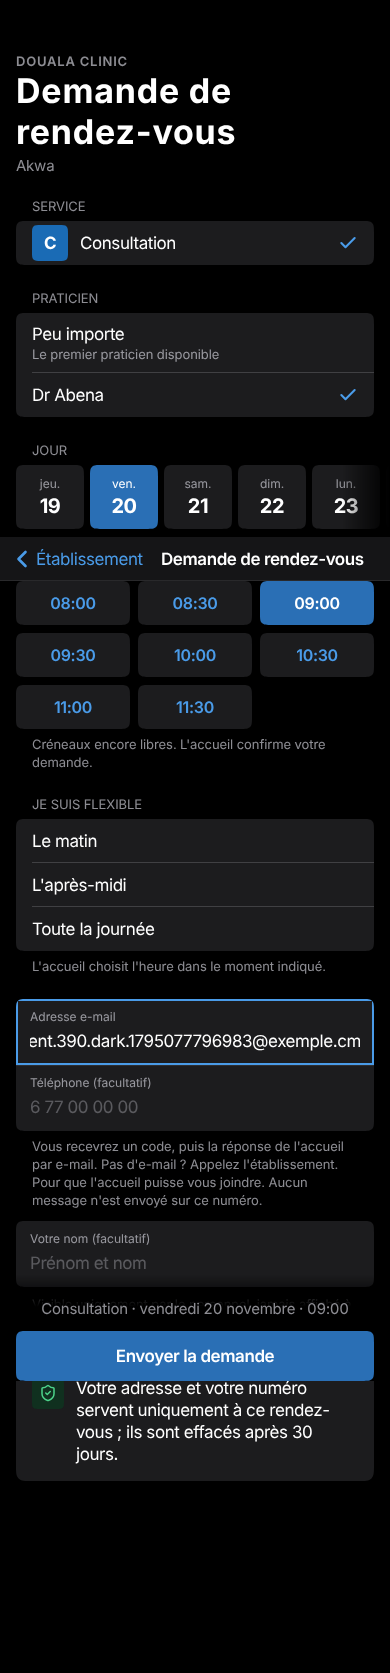 DOUALA CLINIC
Demande de
rendez-vous
Akwa
SERVICE
C Consultation
PRATICIEN
Peu importe
Le premier praticien disponible
Dr Abena
JOUR
jeu. ven. sam. dim. lun.
19 20 21 22 23
Établissement Demande de rendez-vous
08:00 08:30 09:00
09:30 10:00 10:30
11:00 11:30
Créneaux encore libres. L'accueil confirme votre
demande.
JE SUIS FLEXIBLE
Le matin
L'après-midi
Toute la journée
L'accueil choisit l'heure dans le moment indiqué.
Adresse e-mail
ent.390.dark.1795077796983@exemple.cm
Téléphone (facultatif)
6 77 00 00 00
Vous recevrez un code, puis la réponse de l'accueil
par e-mail. Pas d'e-mail ? Appelez l'établissement.
Pour que l'accueil puisse vous joindre. Aucun
message n'est envoyé sur ce numéro.
Votre nom (facultatif)
Prénom et nom
Consultation · vendredi 20 novembre · 09:00
Envoyer la demande
Votre adresse et votre numéro
servent uniquement à ce rendez-
vous ; ils sont effacés après 30
jours.